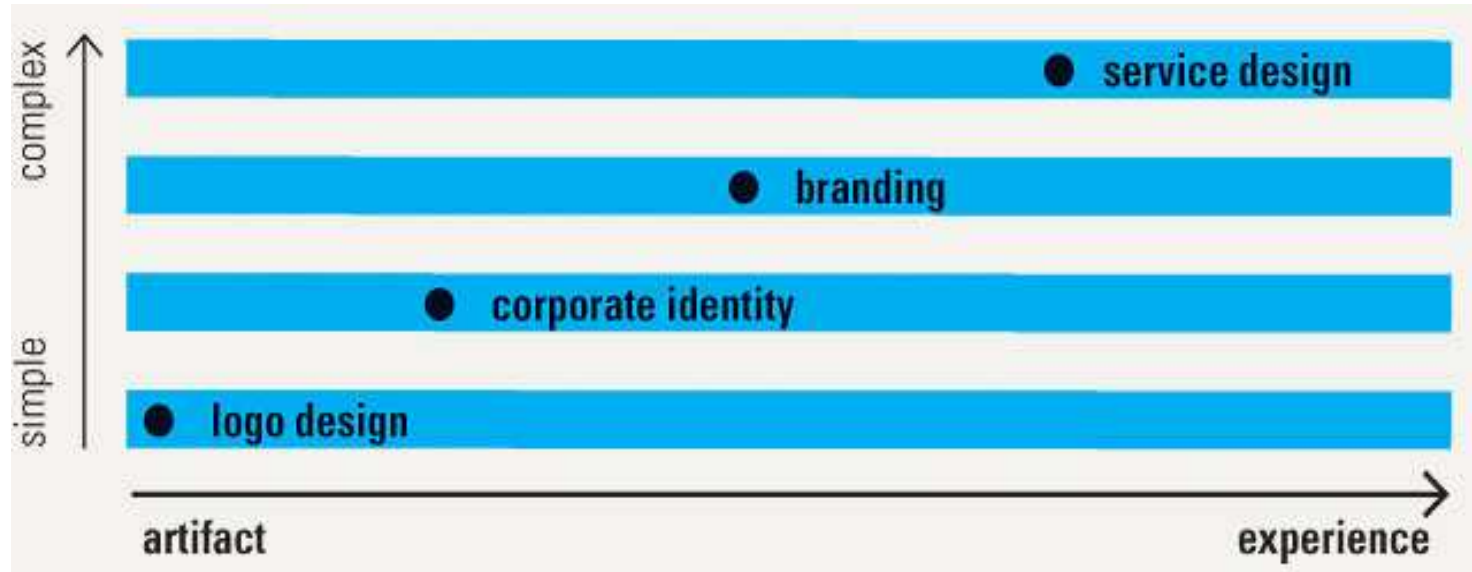 complex
service design
branding
corporate identity
simple
logo design
artifact
experience